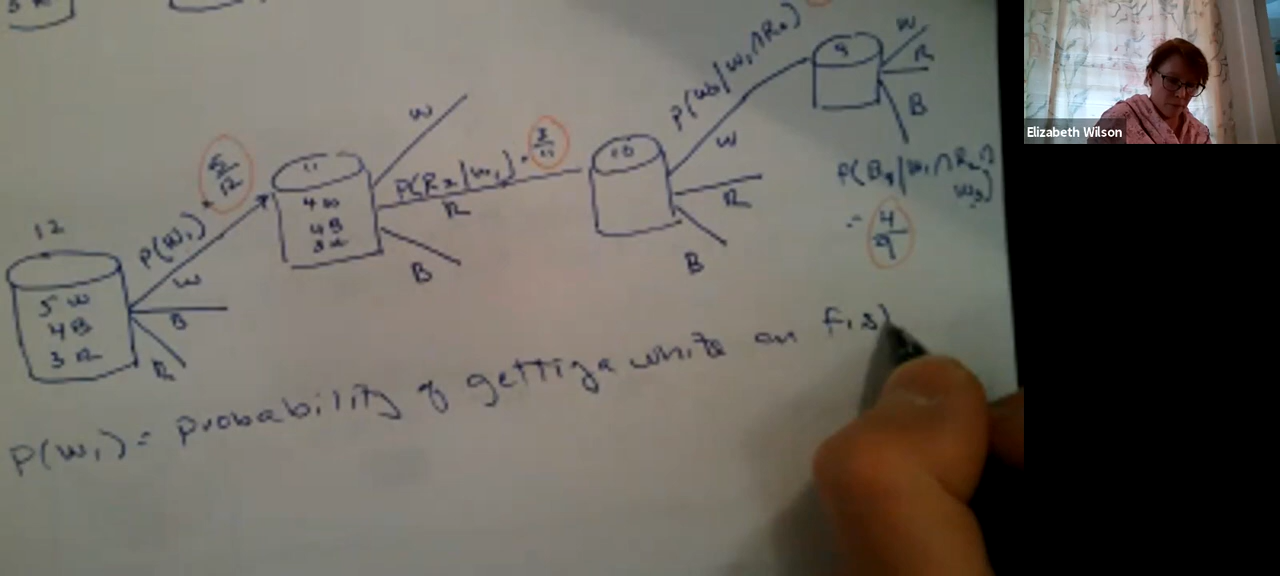 Elizabeth Wilson
12
5 W
4 B
3 R
P(W₁) = 5/12
W
B
R
11
4 W
4 B
3 R
W
P(R₂|W₁) = 3/11
R
B
10
P(W₃|W₁∩R₂)
W
R
B
9
W
R
B
P(B₄|W₁∩R₂∩
W₃)
= 4/9
P(W₁) = probability of getting a white on fis